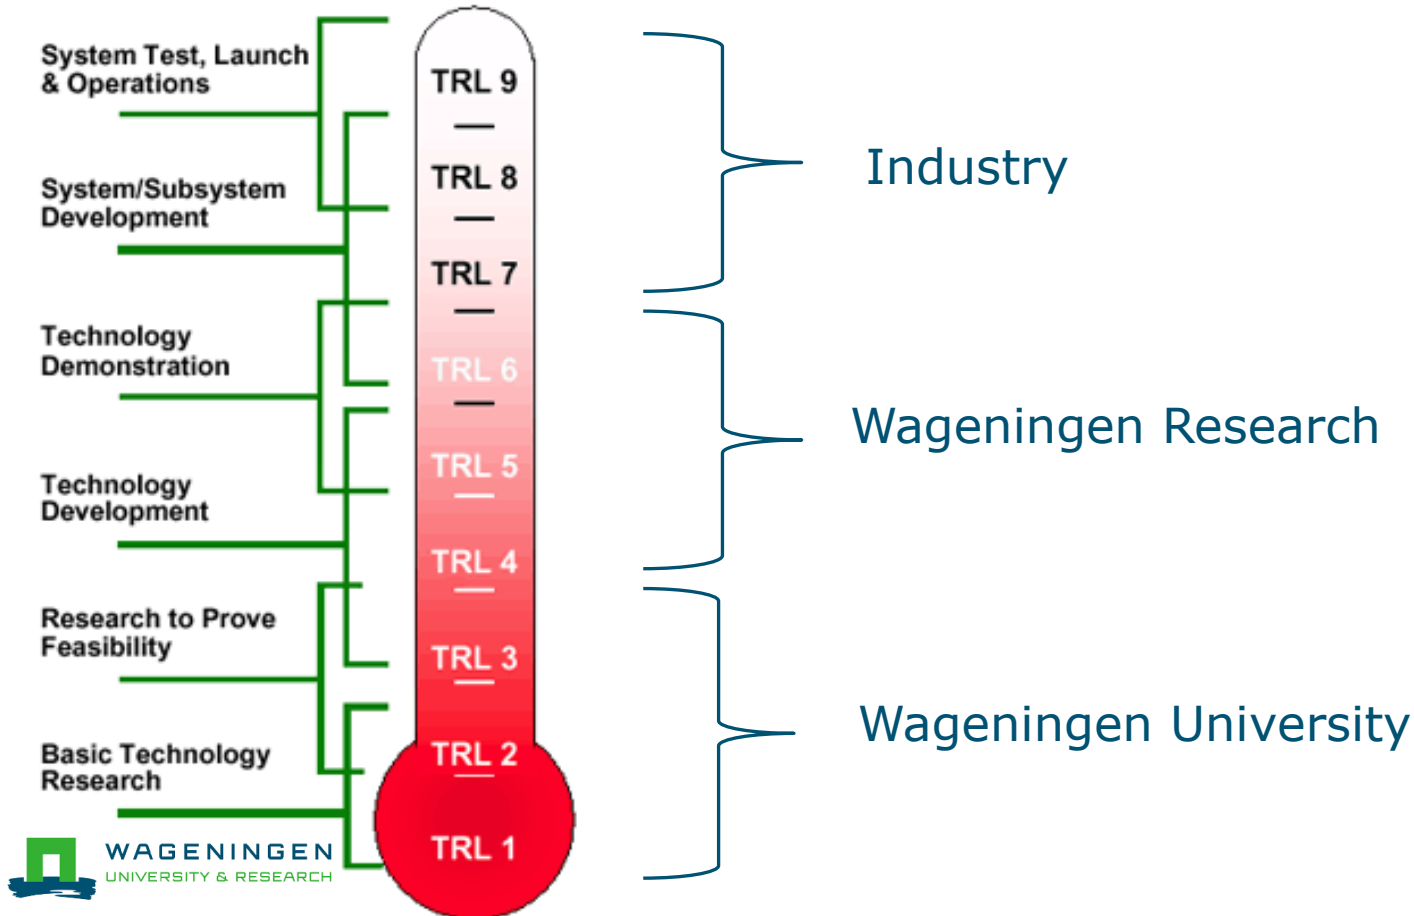 System Test, Launch
& Operations
System/Subsystem
Development
Technology
Demonstration
Technology
Development
Research to Prove
Feasibility
Basic Technology
Research
WAGENINGEN
UNIVERSITY & RESEARCH
TRL 9
TRL 8
TRL 7
TRL 6
TRL 5
TRL 4
TRL 3
TRL 2
TRL 1
Industry
Wageningen Research
Wageningen University